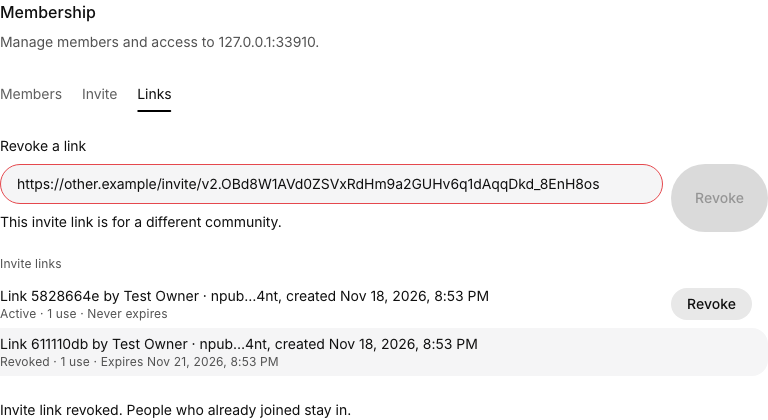 Membership
Manage members and access to 127.0.0.1:33910.
Members Invite Links
Revoke a link
https://other.example/invite/v2.OBd8W1AVd0ZSVxRdHm9a2GUHv6q1dAqqDkd_8EnH8os
Revoke
This invite link is for a different community.
Invite links
Link 5828664e by Test Owner · npub...4nt, created Nov 18, 2026, 8:53 PM
Active · 1 use · Never expires
Revoke
Link 611110db by Test Owner · npub...4nt, created Nov 18, 2026, 8:53 PM
Revoked · 1 use · Expires Nov 21, 2026, 8:53 PM
Invite link revoked. People who already joined stay in.